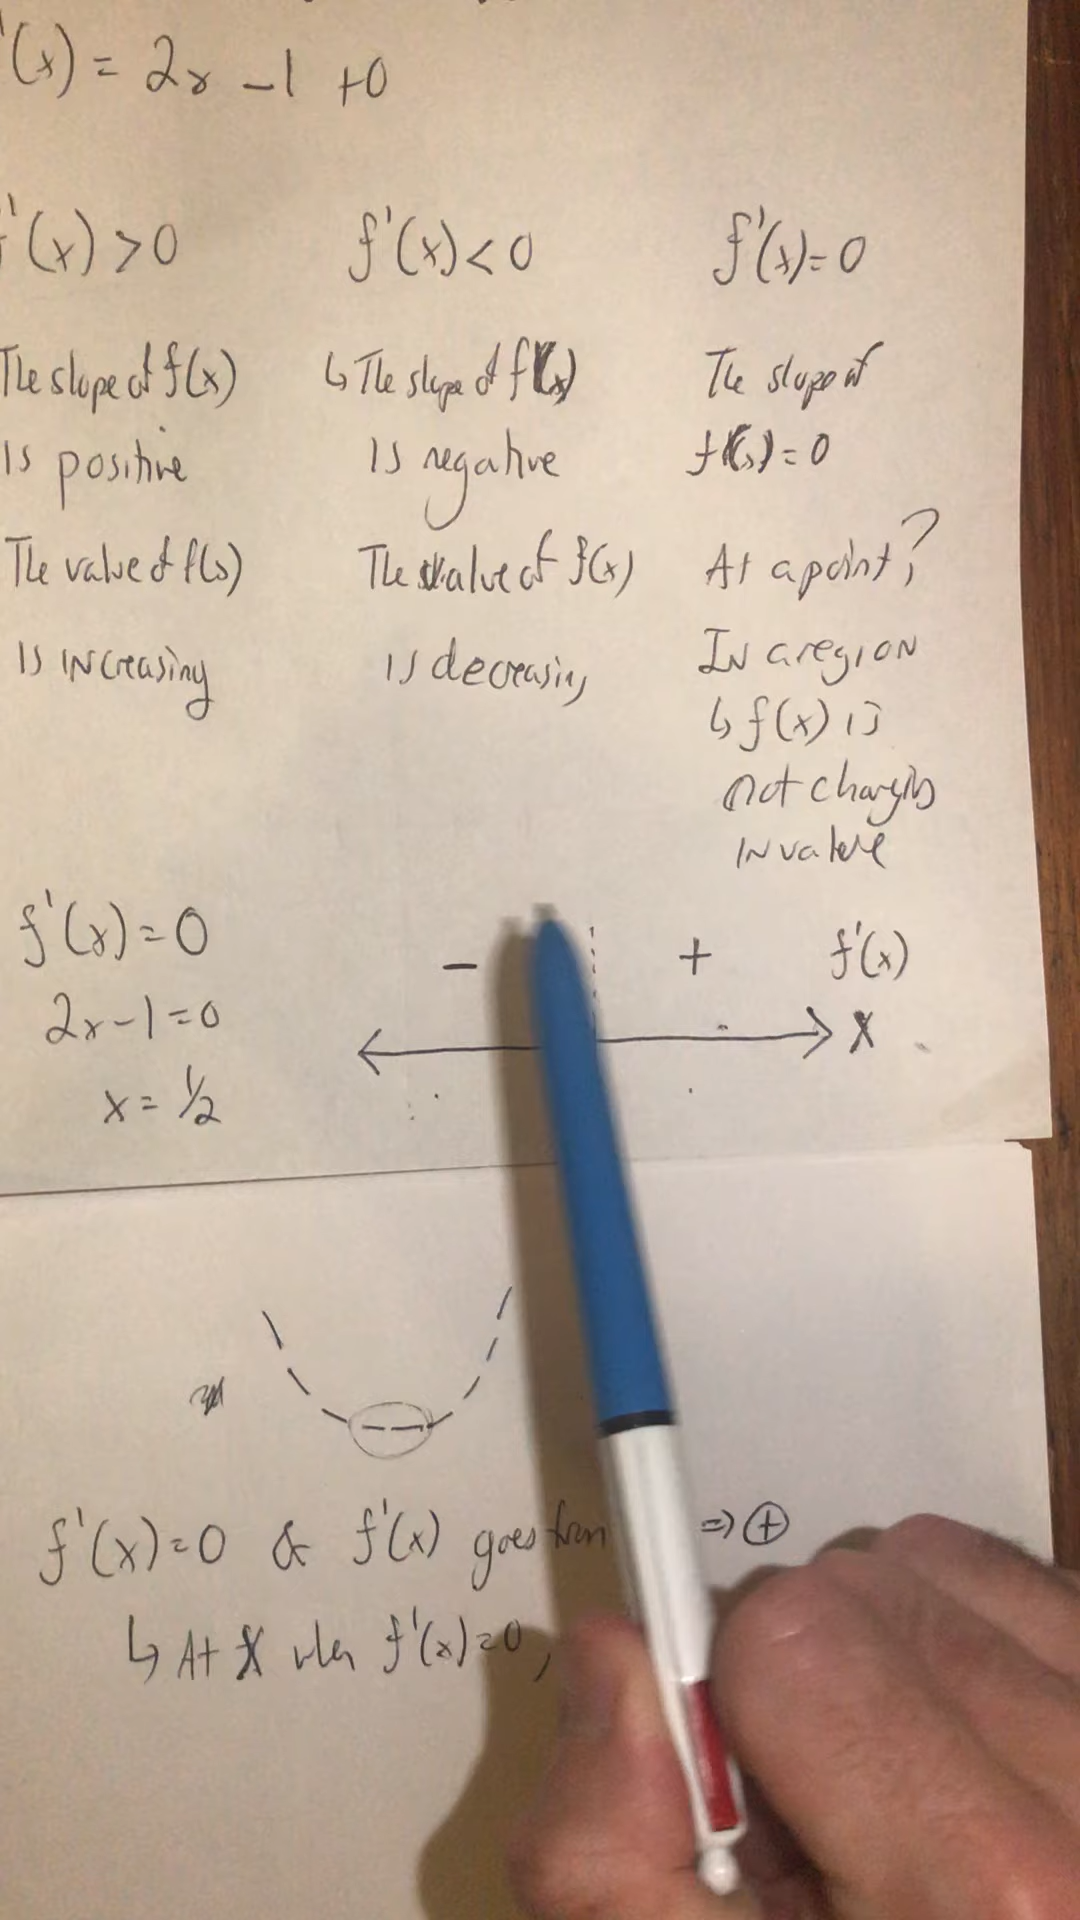 '(x) = 2x - 1 + 0
'(x) > 0
f'(x) < 0
f'(x) = 0
The slope of f(x)
is positive
The value of f(x)
is increasing
↳ The slope of f(x)
is negative
The value of f(x)
is decreasing
The slope of
f(x) = 0
At a point?
In a region
↳ f(x) is
not changing
in value
f'(x) = 0
2x - 1 = 0
x = 1/2
- + f'(x)
x
f'(x) = 0 & f'(x) goes from ⇒ ⊕
↳ At x when f'(x) = 0,